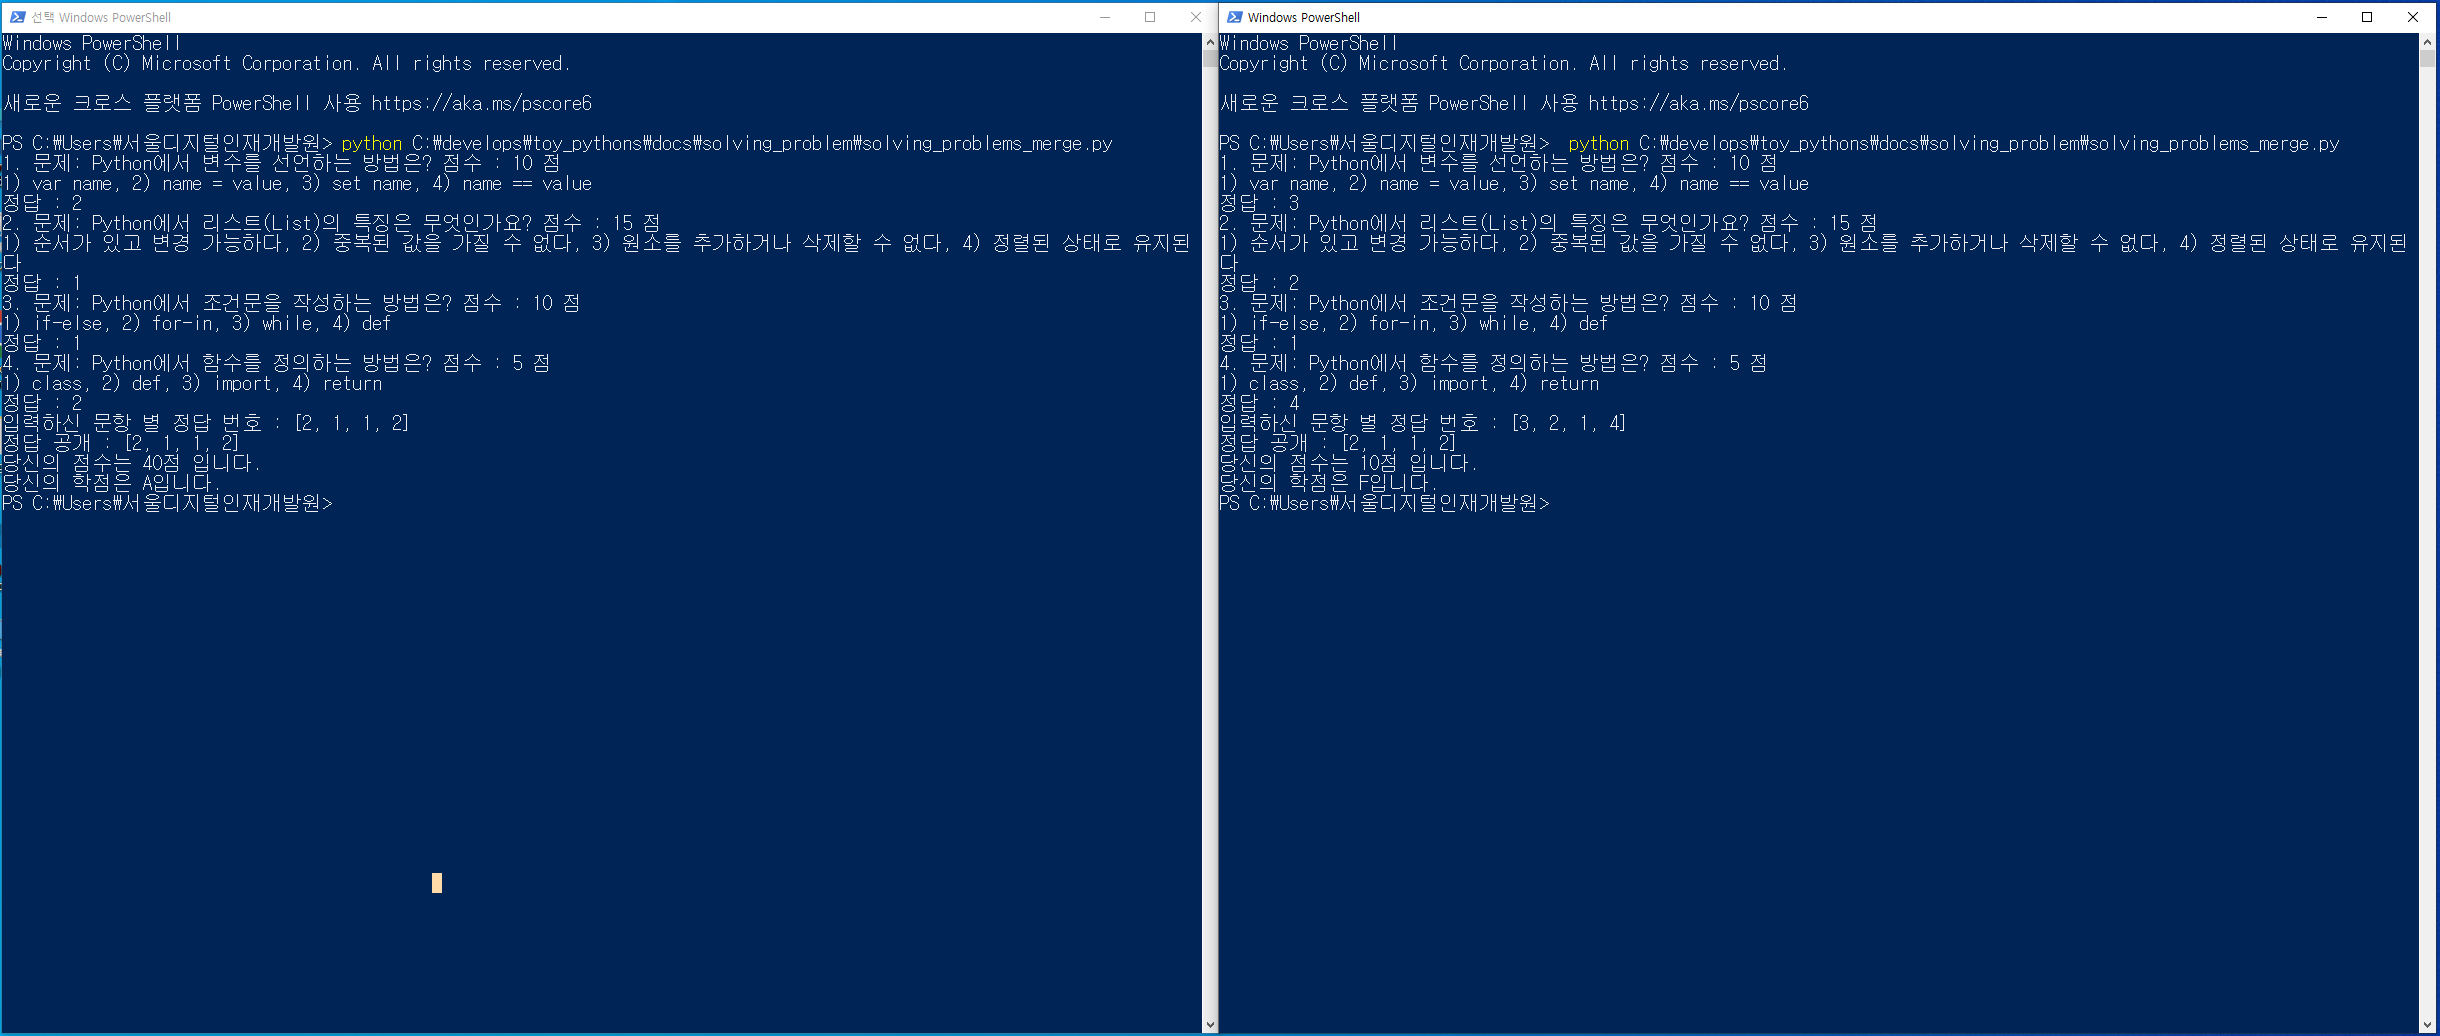 선택 Windows PowerShell
Windows PowerShell
Copyright (C) Microsoft Corporation. All rights reserved.
새로운 크로스 플랫폼 PowerShell 사용 https://aka.ms/pscore6
PS C:\Users\서울디지털인재개발원> python C:\develops\toy_pythons\docs\solving_problem\solving_problems_merge.py
1. 문제: Python에서 변수를 선언하는 방법은? 점수 : 10 점
1) var name, 2) name = value, 3) set name, 4) name == value
정답 : 2
2. 문제: Python에서 리스트(List)의 특징은 무엇인가요? 점수 : 15 점
1) 순서가 있고 변경 가능하다, 2) 중복된 값을 가질 수 없다, 3) 원소를 추가하거나 삭제할 수 없다, 4) 정렬된 상태로 유지된
다
정답 : 1
3. 문제: Python에서 조건문을 작성하는 방법은? 점수 : 10 점
1) if-else, 2) for-in, 3) while, 4) def
정답 : 1
4. 문제: Python에서 함수를 정의하는 방법은? 점수 : 5 점
1) class, 2) def, 3) import, 4) return
정답 : 2
입력하신 문항 별 정답 번호 : [2, 1, 1, 2]
정답 공개 : [2, 1, 1, 2]
당신의 점수는 40점 입니다.
당신의 학점은 A입니다.
PS C:\Users\서울디지털인재개발원>
Windows PowerShell
Windows PowerShell
Copyright (C) Microsoft Corporation. All rights reserved.
새로운 크로스 플랫폼 PowerShell 사용 https://aka.ms/pscore6
PS C:\Users\서울디지털인재개발원>  python C:\develops\toy_pythons\docs\solving_problem\solving_problems_merge.py
1. 문제: Python에서 변수를 선언하는 방법은? 점수 : 10 점
1) var name, 2) name = value, 3) set name, 4) name == value
정답 : 3
2. 문제: Python에서 리스트(List)의 특징은 무엇인가요? 점수 : 15 점
1) 순서가 있고 변경 가능하다, 2) 중복된 값을 가질 수 없다, 3) 원소를 추가하거나 삭제할 수 없다, 4) 정렬된 상태로 유지된
다
정답 : 2
3. 문제: Python에서 조건문을 작성하는 방법은? 점수 : 10 점
1) if-else, 2) for-in, 3) while, 4) def
정답 : 1
4. 문제: Python에서 함수를 정의하는 방법은? 점수 : 5 점
1) class, 2) def, 3) import, 4) return
정답 : 4
입력하신 문항 별 정답 번호 : [3, 2, 1, 4]
정답 공개 : [2, 1, 1, 2]
당신의 점수는 10점 입니다.
당신의 학점은 F입니다.
PS C:\Users\서울디지털인재개발원>